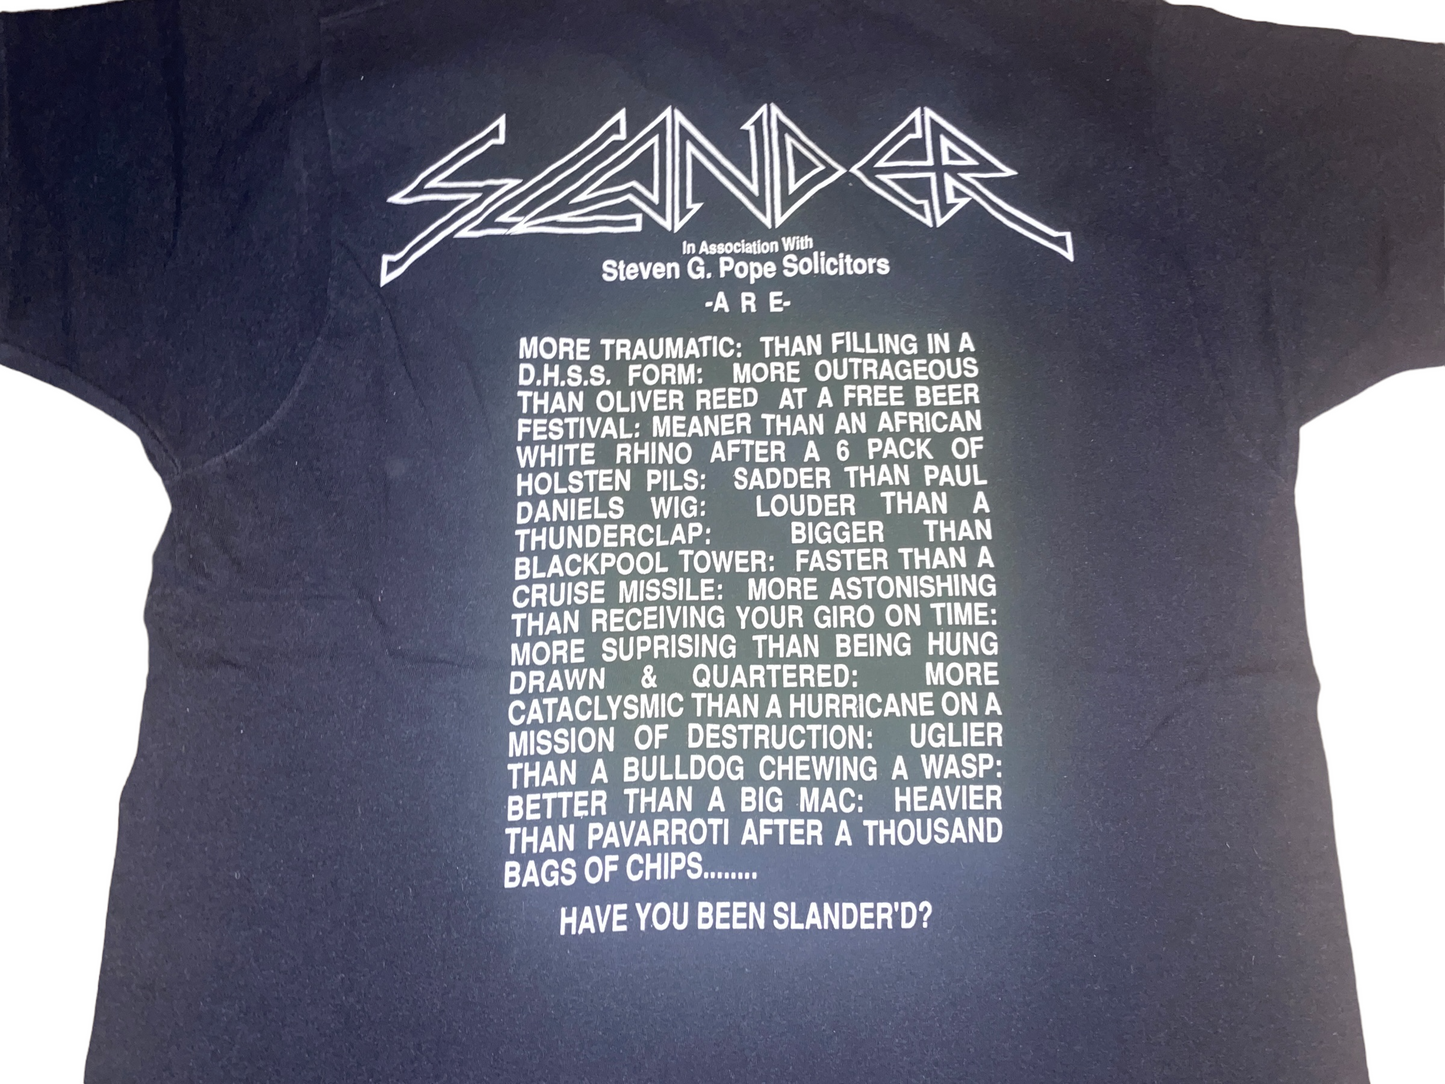 SLANDER
In Association With
Steven G. Pope Solicitors
-A R E-
MORE TRAUMATIC: THAN FILLING IN A
D.H.S.S. FORM: MORE OUTRAGEOUS
THAN OLIVER REED AT A FREE BEER
FESTIVAL: MEANER THAN AN AFRICAN
WHITE RHINO AFTER A 6 PACK OF
HOLSTEN PILS: SADDER THAN PAUL
DANIELS WIG: LOUDER THAN A
THUNDERCLAP: BIGGER THAN
BLACKPOOL TOWER: FASTER THAN A
CRUISE MISSILE: MORE ASTONISHING
THAN RECEIVING YOUR GIRO ON TIME:
MORE SUPRISING THAN BEING HUNG
DRAWN & QUARTERED: MORE
CATACLYSMIC THAN A HURRICANE ON A
MISSION OF DESTRUCTION: UGLIER
THAN A BULLDOG CHEWING A WASP:
BETTER THAN A BIG MAC: HEAVIER
THAN PAVARROTI AFTER A THOUSAND
BAGS OF CHIPS........
HAVE YOU BEEN SLANDER'D?